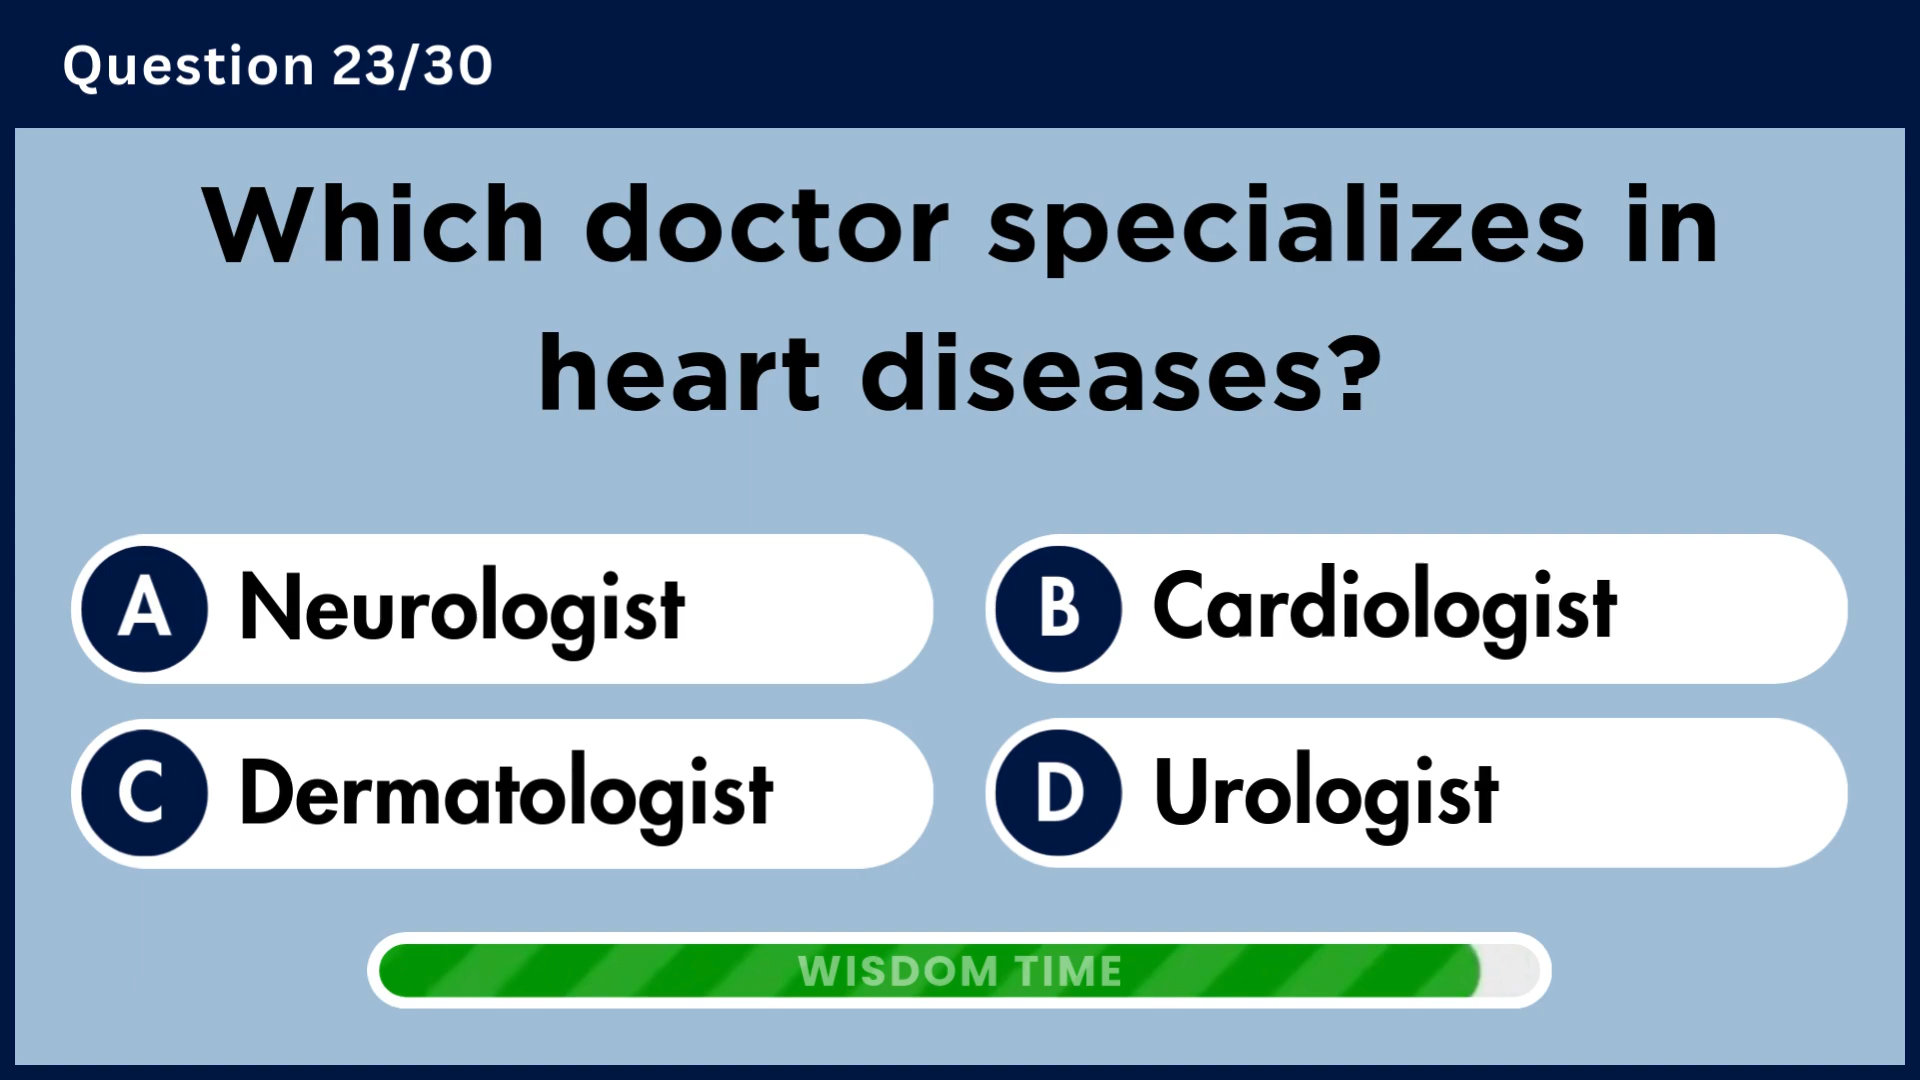 Question 23/30
Which doctor specializes in
heart diseases?
A Neurologist
B Cardiologist
C Dermatologist
D Urologist
WISDOM TIME